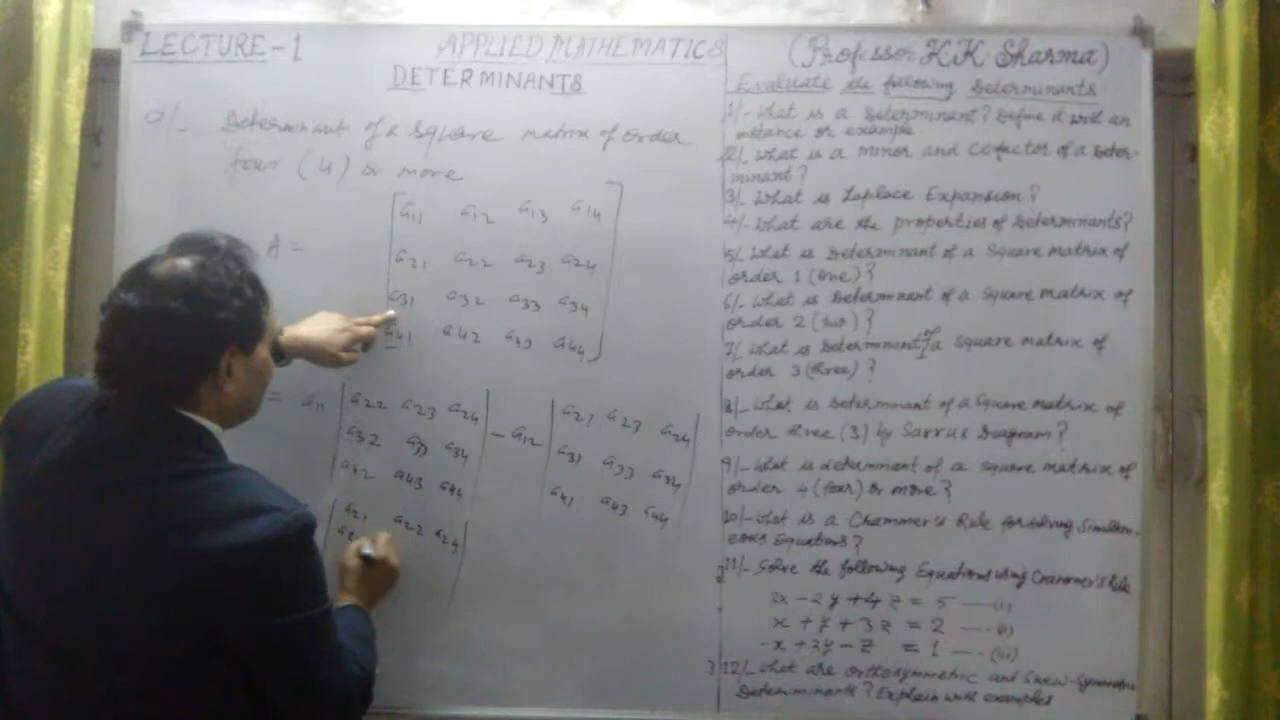 LECTURE-1 APPLIED MATHEMATICS (Professor K.K. Sharma)
DETERMINANTS
9/- Determinant of a Square matrix of order
four (4) or more
a11 a12 a13 a14
A =
a21 a22 a23 a24
a31 a32 a33 a34
a41 a42 a43 a44
= a11 | a22 a23 a24 | - a12 | a21 a23 a24 |
a32 a33 a34 a31 a33 a34
a42 a43 a44 a41 a43 a44
a21 a22 a24
Evaluate the following Determinants
1/- What is a Determinant? Define it with an
instance or example
2/- What is a minor and cofactor of a Deter-
minant?
3/- What is Laplace Expansion?
4/- What are the properties of Determinants?
5/- What is Determinant of a Square matrix of
order 1 (one)?
6/- What is Determinant of a Square matrix of
order 2 (two)?
7/ What is Determinant of a Square matrix of
order 3 (three)?
8/- What is Determinant of a Square matrix of
order three (3) by Sarrus Diagram?
9/- What is determinant of a square matrix of
order 4 (four) or more?
10/- What is a Crammer's Rule for solving Simultan-
eous Equations?
11/- Solve the following Equations using Crammer's Rule
x + y + 3z = 2 --- (ii)
-x + 3y - z = 1 --- (iii)
12/- What are orthosymmetric and Skew-Symmetric
Determinants? Explain with examples